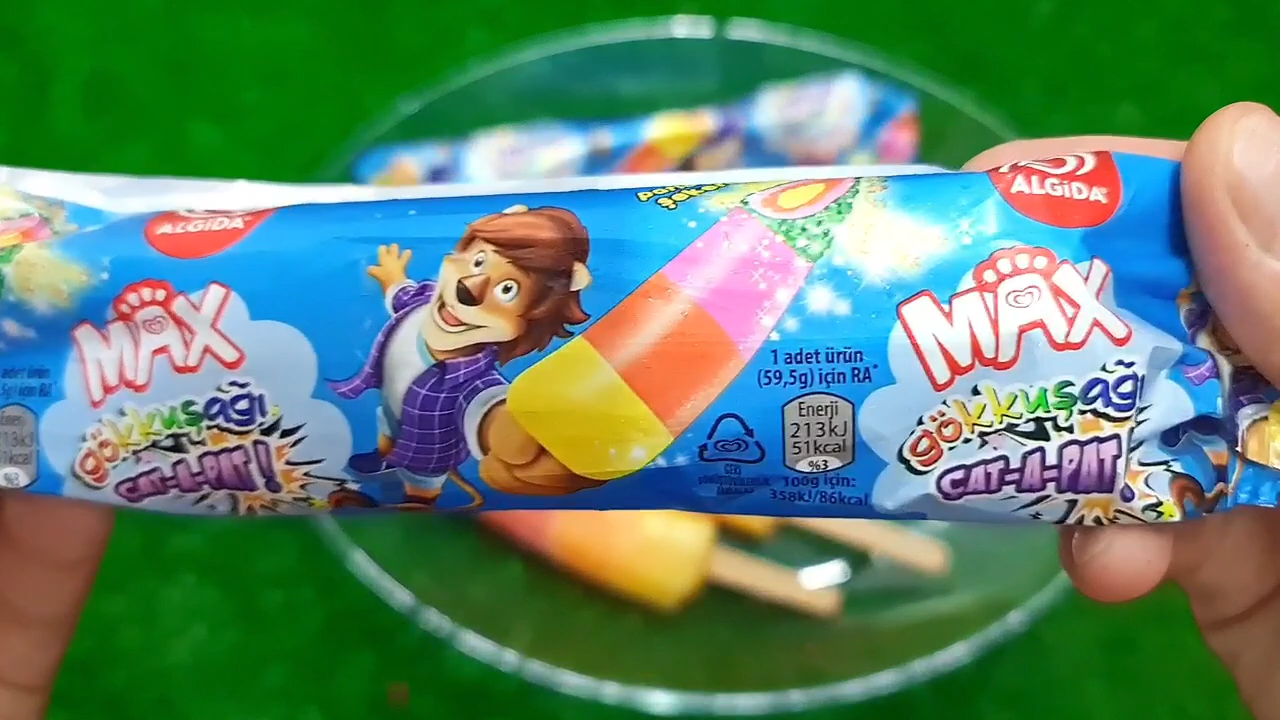 ALGiDA
MAX
gökkuşağı
ÇAT-A-PAT!
1 adet ürün
(59,5g) için RA*
Enerji
213kJ
51kcal
%3
100g için:
358kJ/86kcal
GERİ
ALGiDA
MAX
gökkuşağı
ÇAT-A-PAT!